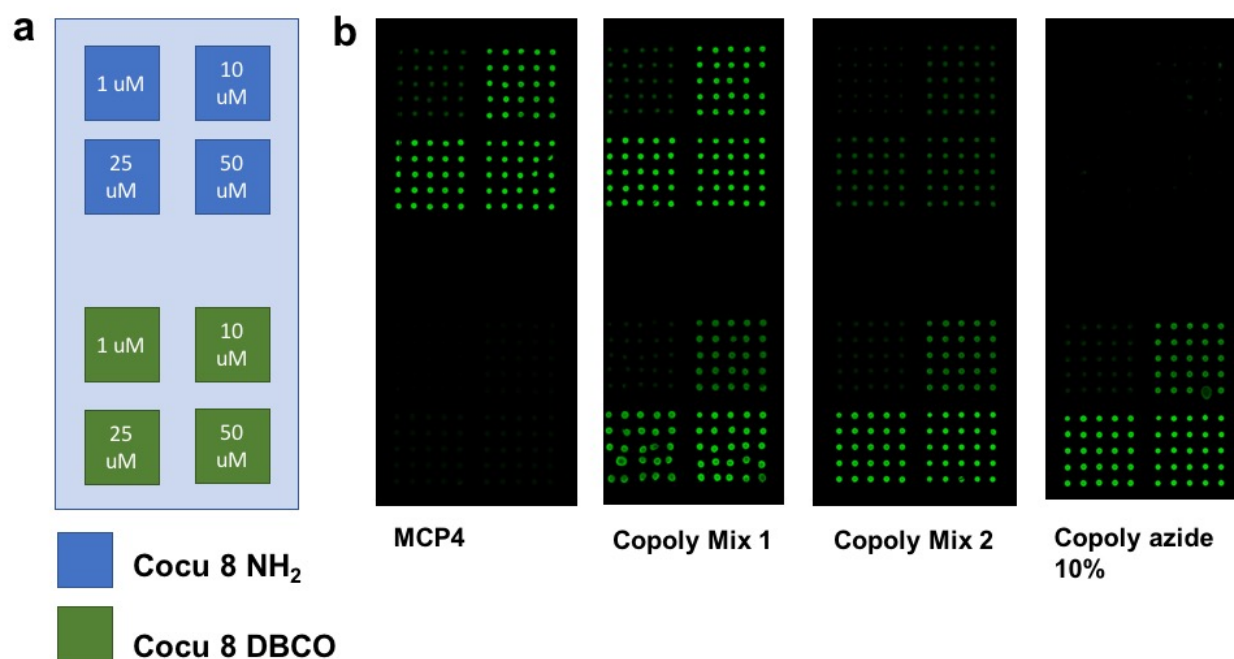 a
b
1 uM
10
uM
25
uM
50
uM
1 uM
10
uM
25
uM
50
uM
Cocu 8 NH₂
Cocu 8 DBCO
MCP4
Copoly Mix 1
Copoly Mix 2
Copoly azide
10%